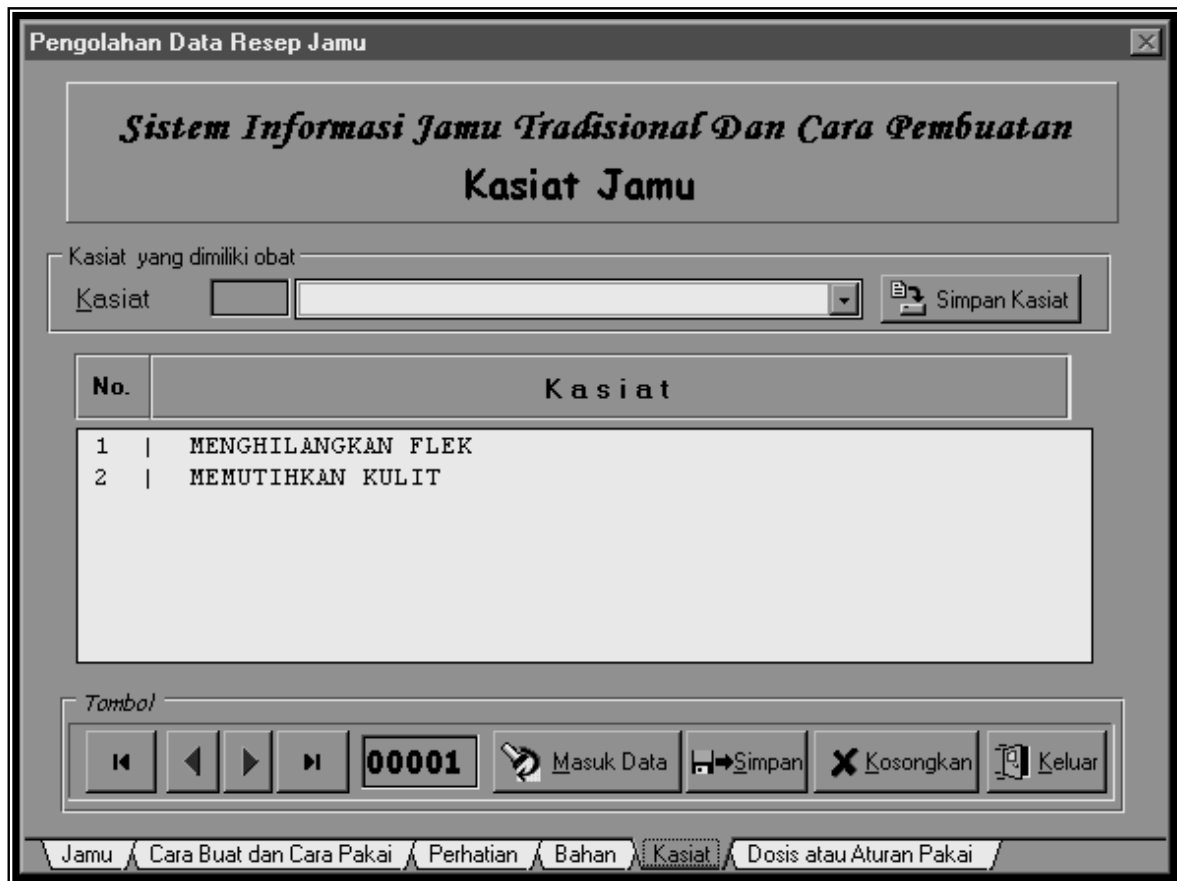 Pengolahan Data Resep Jamu
Sistem Informasi Jamu Tradisional Dan Cara Pembuatan
Kasiat Jamu
Kasiat yang dimiliki obat
Kasiat Simpan Kasiat
No. Kasiat
1 | MENGHILANGKAN FLEK
2 | MEMUTIHKAN KULIT
Tombol
00001 Masuk Data Simpan Kosongkan Keluar
Jamu Cara Buat dan Cara Pakai Perhatian Bahan Kasiat Dosis atau Aturan Pakai